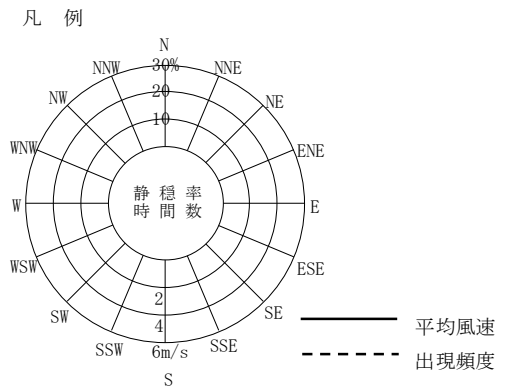 凡 例
N
NNW 30% NNE
NW 20 NE
10
WNW ENE
静 穏 率
時 間 数
W E
WSW ESE
2
SW 4 SE
SSW 6m/s SSE
S
平均風速
出現頻度